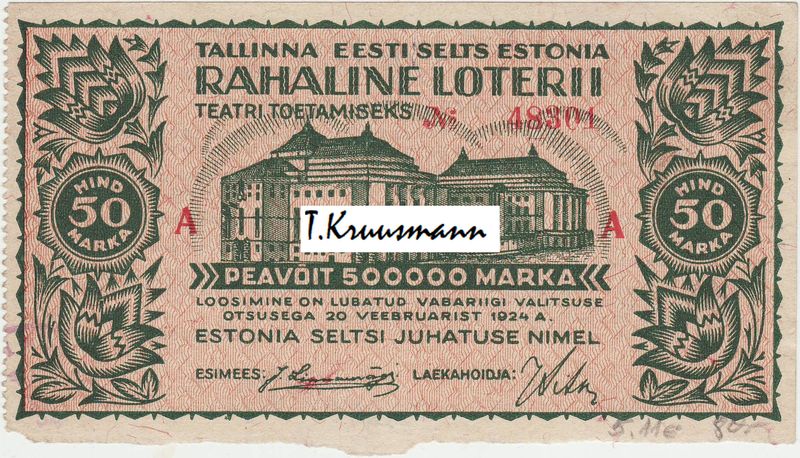 TALLINNA EESTI SELTS ESTONIA
RAHALINE LOTERII
TEATRI TOETAMISEKS № 48301
HIND
50
MARKA
A
T.Kruusmann
A
HIND
50
MARKA
PEAVÕIT 500000 MARKA
LOOSIMINE ON LUBATUD VABARIIGI VALITSUSE
OTSUSEGA 20 VEEBRUARIST 1924 A.
ESTONIA SELTSI JUHATUSE NIMEL
ESIMEES: LAEKAHOIDJA: